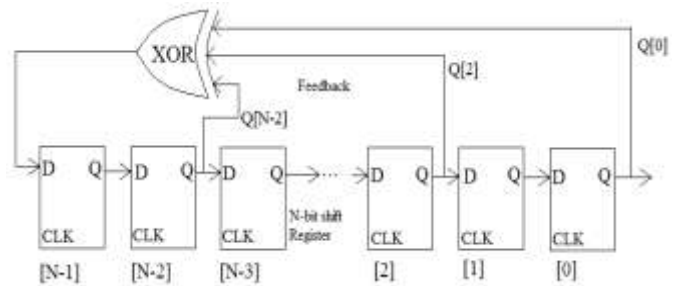 XOR
Q[0]
Q[2]
Feedback
Q[N-2]
D Q D Q D Q ... D Q D Q D Q
N-bit shift
Register
CLK CLK CLK CLK CLK CLK
[N-1] [N-2] [N-3] [2] [1] [0]